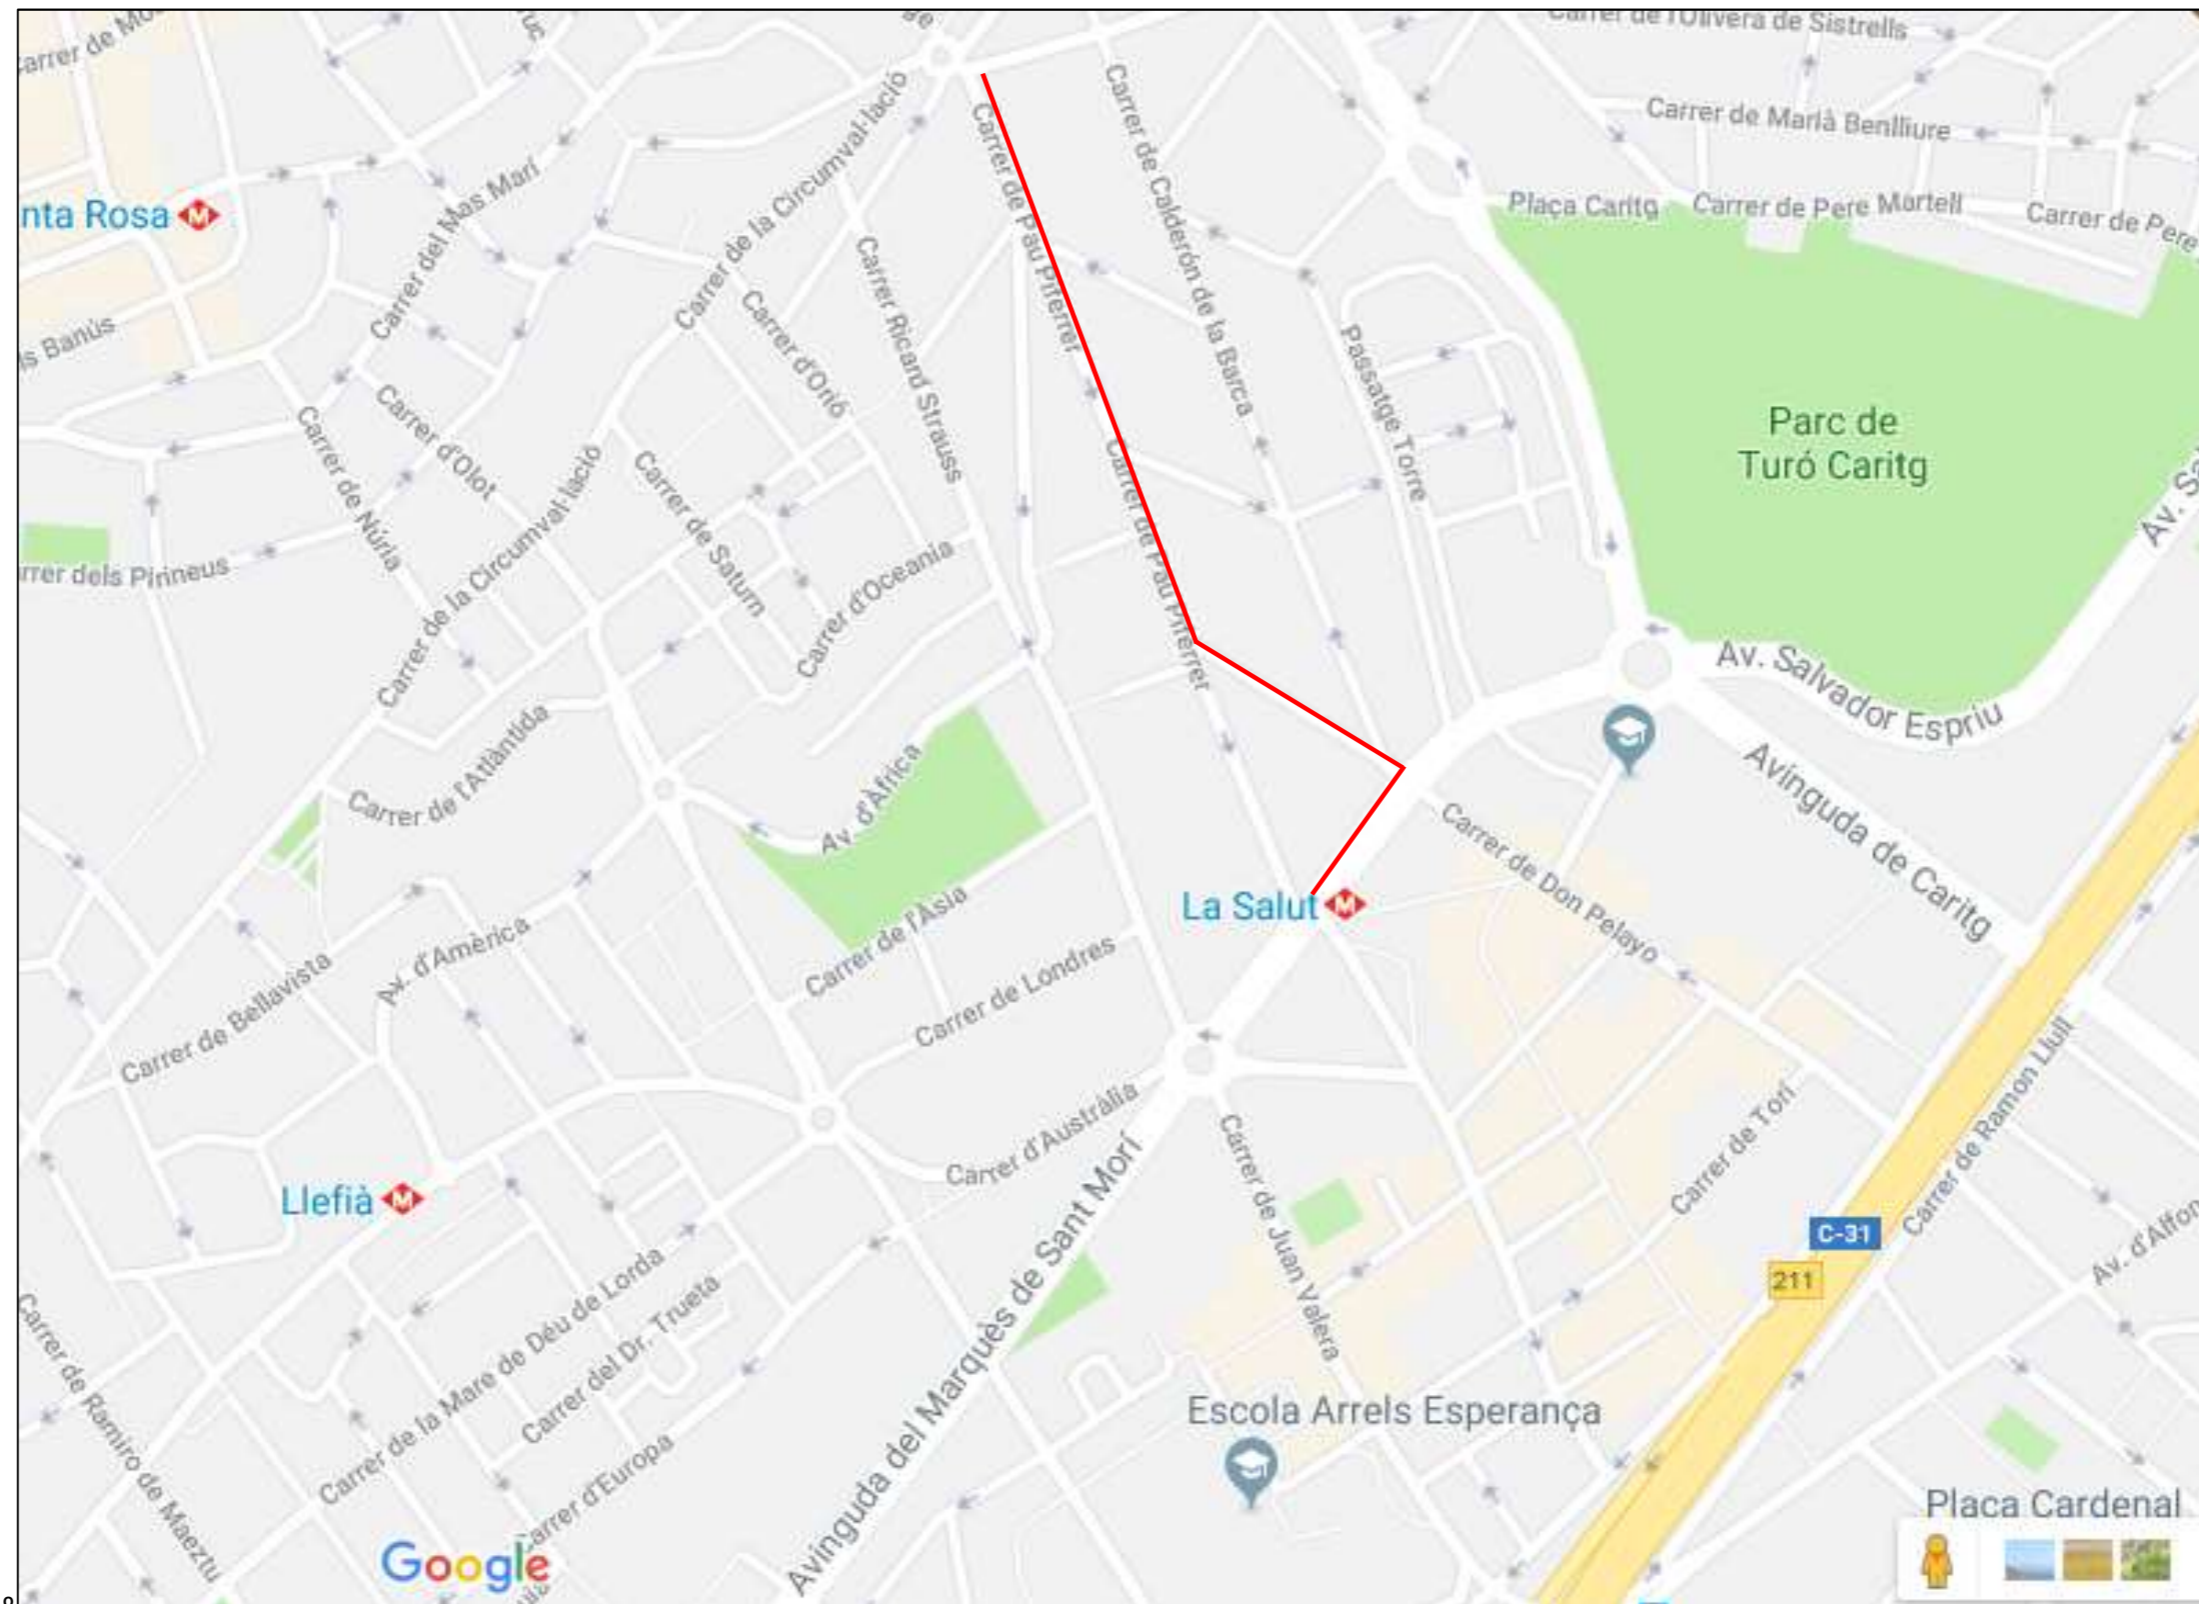 Carrer de l'Olivera de Sistrells
Carrer de Marià Benlliure
Plaça Caritg
Carrer de Pere Martell
Carrer de Pere
nta Rosa
Carrer del Mas Marí
Carrer de la Circumval·lació
Carrer de Pau Piferrer
Carrer de Calderón de la Barca
ls Banús
Carrer d'Orió
Carrer Ricard Strauss
Passatge Torre
Parc de
Turó Caritg
Carrer de Núria
Carrer d'Olot
Carrer de la Circumval·lació
Carrer de Saturn
Carrer de Pau Piferrer
rrer dels Pirineus
Carrer d'Oceania
Av. Salvador Espriu
Carrer de l'Atlàntida
Av. d'Àfrica
Avinguda de Caritg
Carrer de Don Pelayo
La Salut
Carrer de l'Àsia
Av. d'Amèrica
Carrer de Bellavista
Carrer de Londres
Carrer d'Austràlia
Carrer de Ramon Llull
Carrer de Torí
Llefià
Carrer de Juan Valera
C-31
211
Av. d'Alfon
Carrer de la Mare de Déu de Lorda
Carrer del Dr. Trueta
Carrer de Ramiro de Maeztu
Carrer d'Europa
Avinguda del Marquès de Sant Morí
Escola Arrels Esperança
Plaça Cardenal
Google